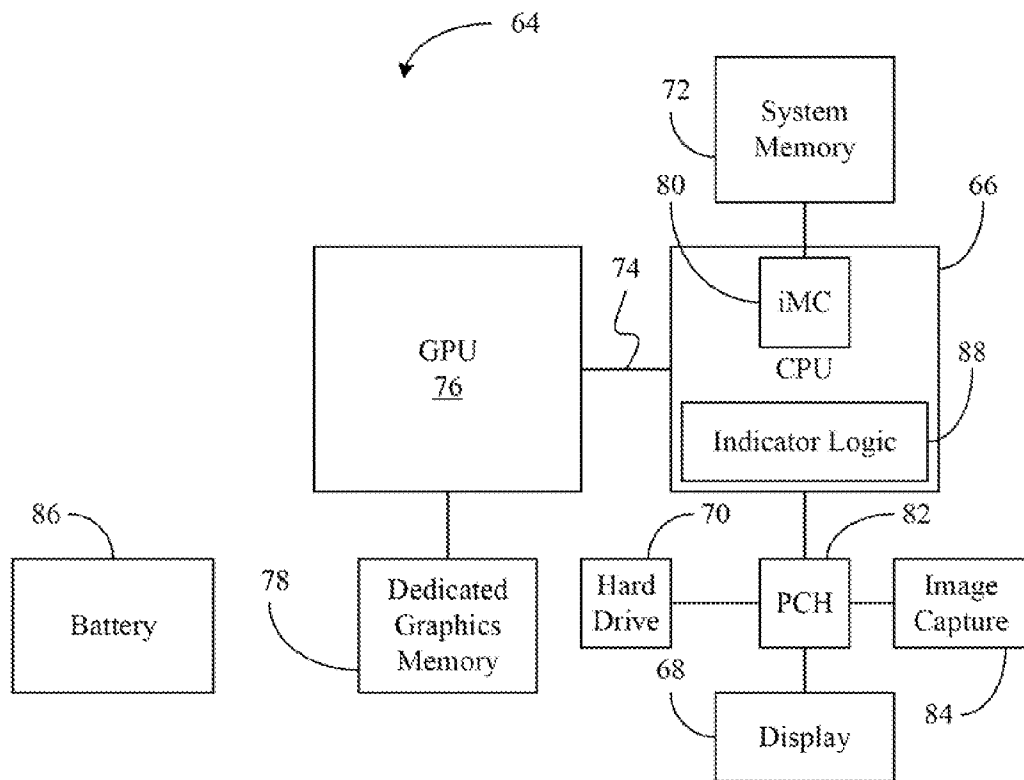 64
72
System
Memory
80
66
74
iMC
GPU
76
CPU
88
Indicator Logic
86
70
82
78
Battery
Dedicated
Graphics
Memory
Hard
Drive
PCH
Image
Capture
68
84
Display